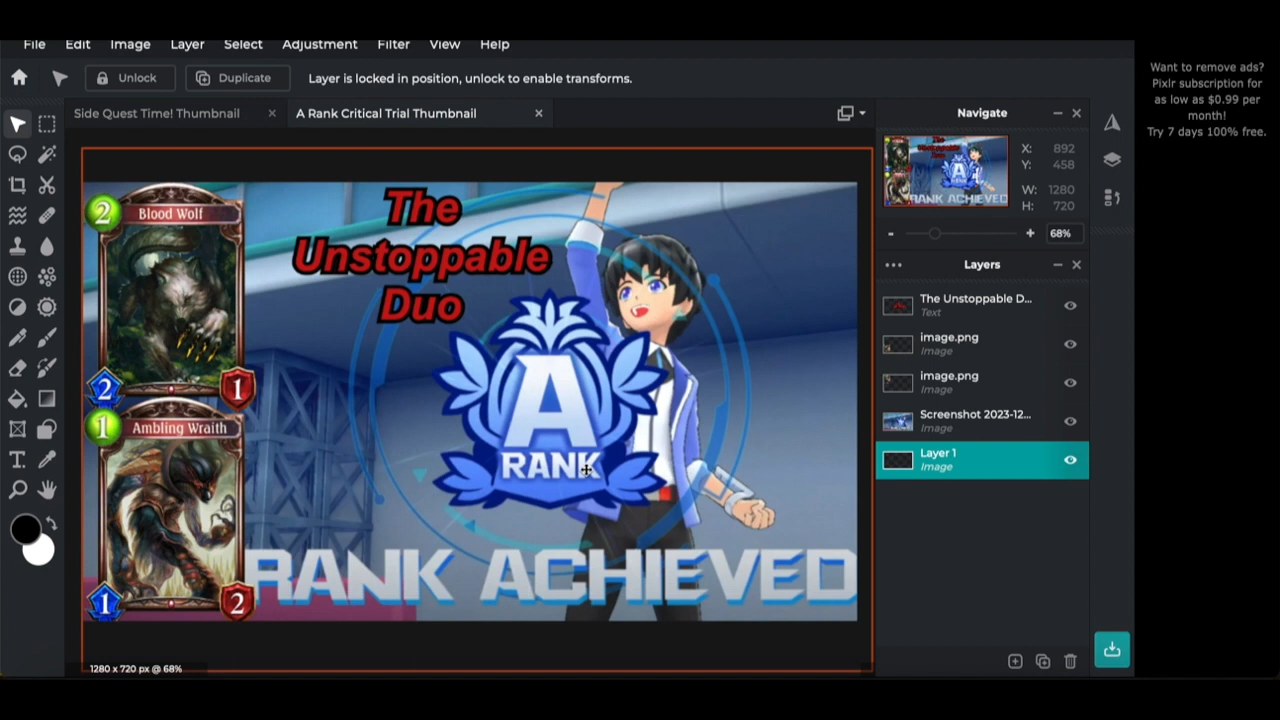 File Edit Image Layer Select Adjustment Filter View Help
Unlock Duplicate Layer is locked in position, unlock to enable transforms.
Side Quest Time! Thumbnail A Rank Critical Trial Thumbnail
The
Unstoppable
Duo
2 Blood Wolf
2 1
1 Ambling Wraith
1 2
A
RANK
RANK ACHIEVED
1280 x 720 px @ 68%
Navigate
X: 892
Y: 458
W: 1280
H: 720
- + 68%
Layers
The Unstoppable D...
Text
image.png
Image
image.png
Image
Screenshot 2023-12...
Image
Layer 1
Image
Want to remove ads?
Pixlr subscription for
as low as $0.99 per
month!
Try 7 days 100% free.